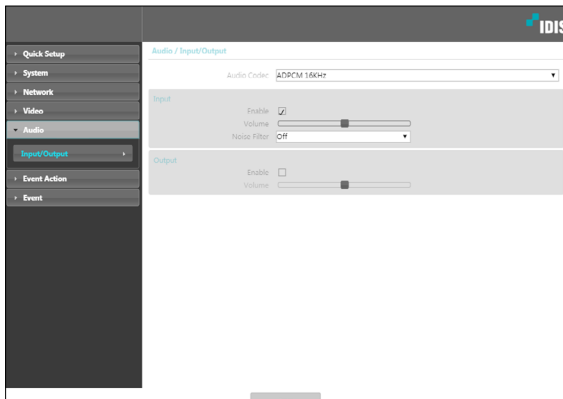 IDIS
Quick Setup
System
Network
Video
Audio
Input/Output
Event Action
Event
Audio / Input/Output
Audio Codec ADPCM 16KHz
Input
Enable
Volume
Noise Filter Off
Output
Enable
Volume